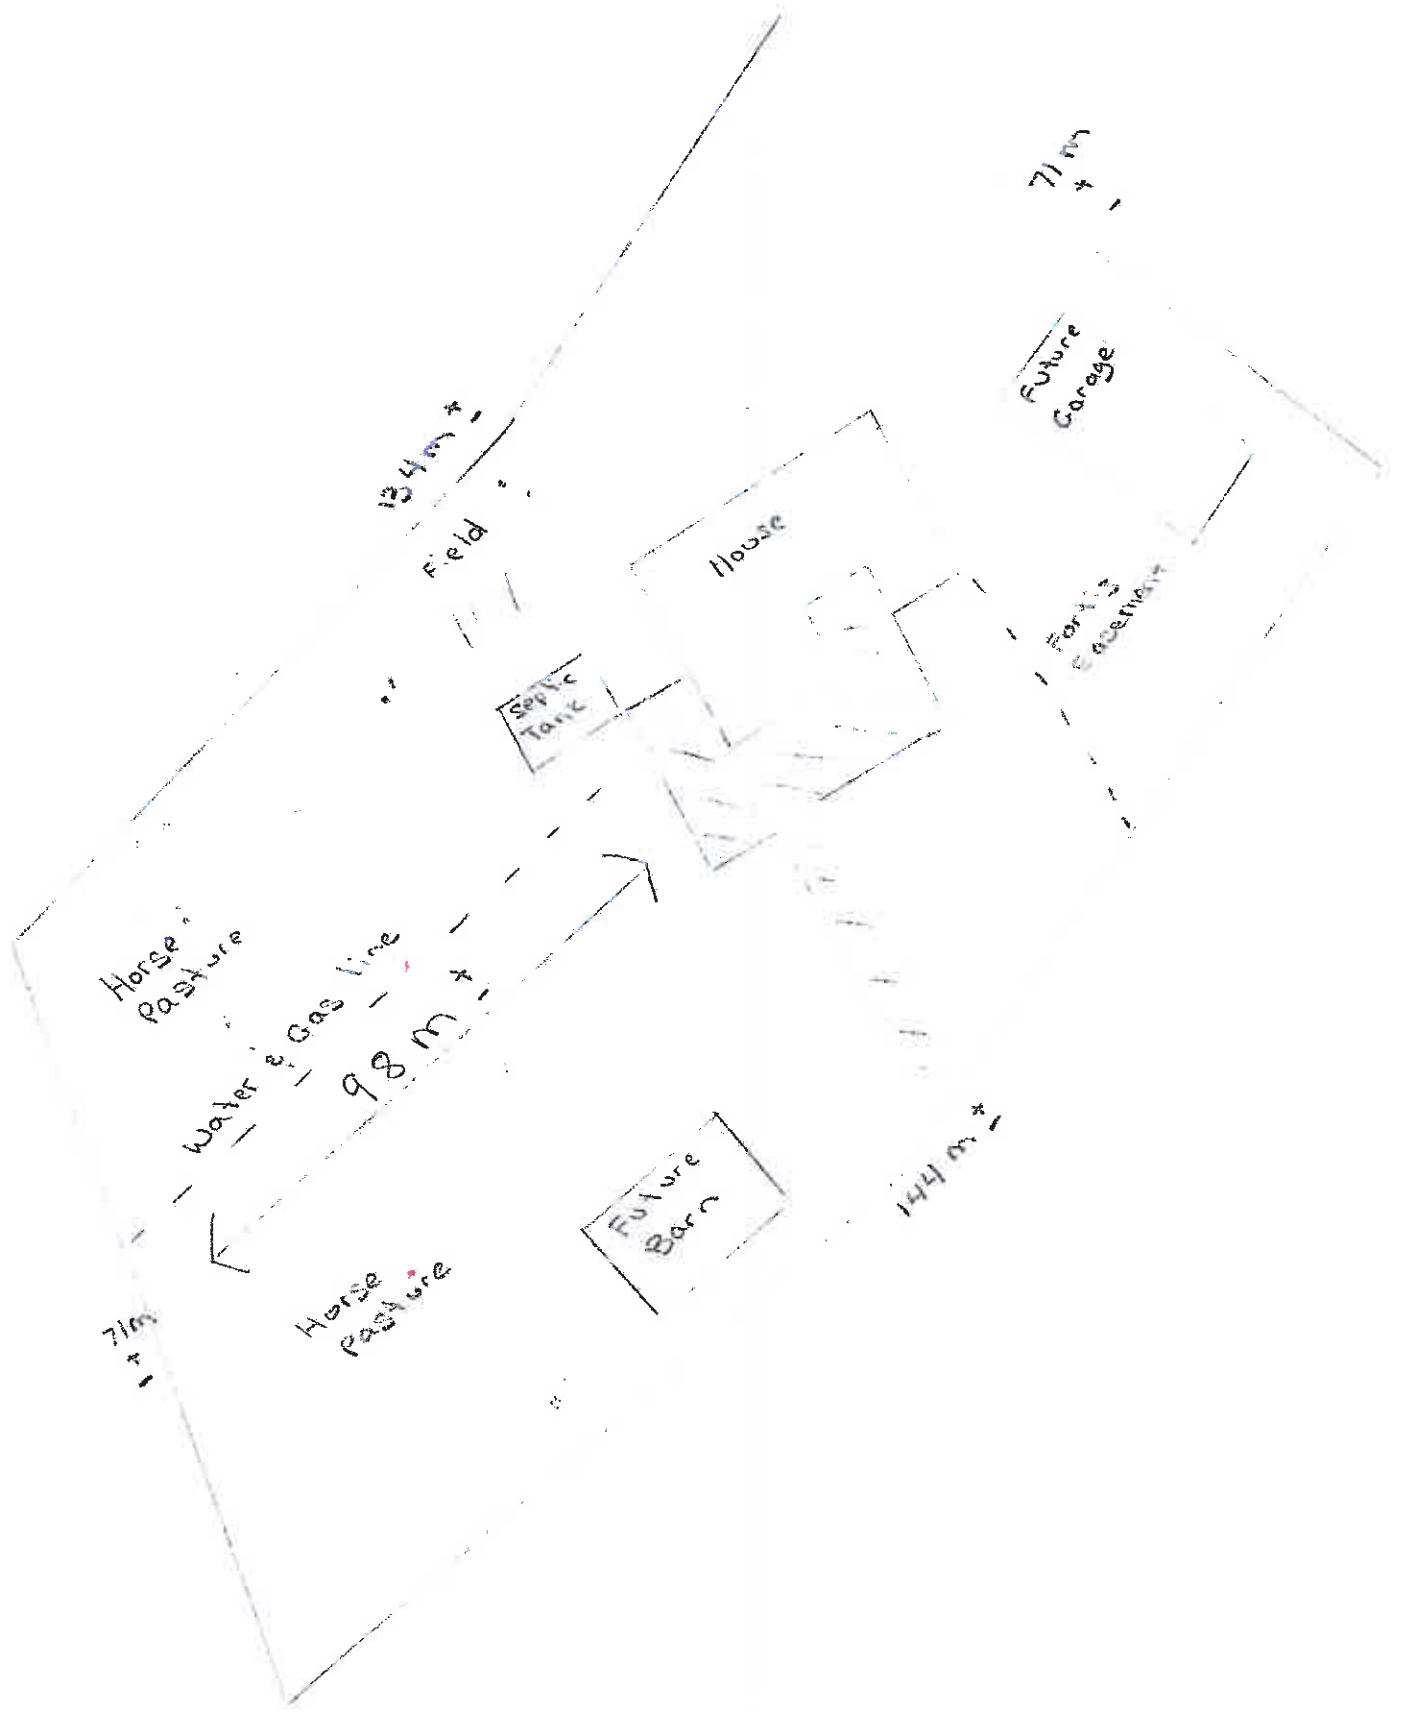 71m
+
-
Future
Garage
134m +
-
Field
House
Fortis
Easement
Septic
Tank
Horse
Pasture
Water & Gas line
98 m +
-
144 m +
-
Future
Barn
71m
+
-
Horse
Pasture